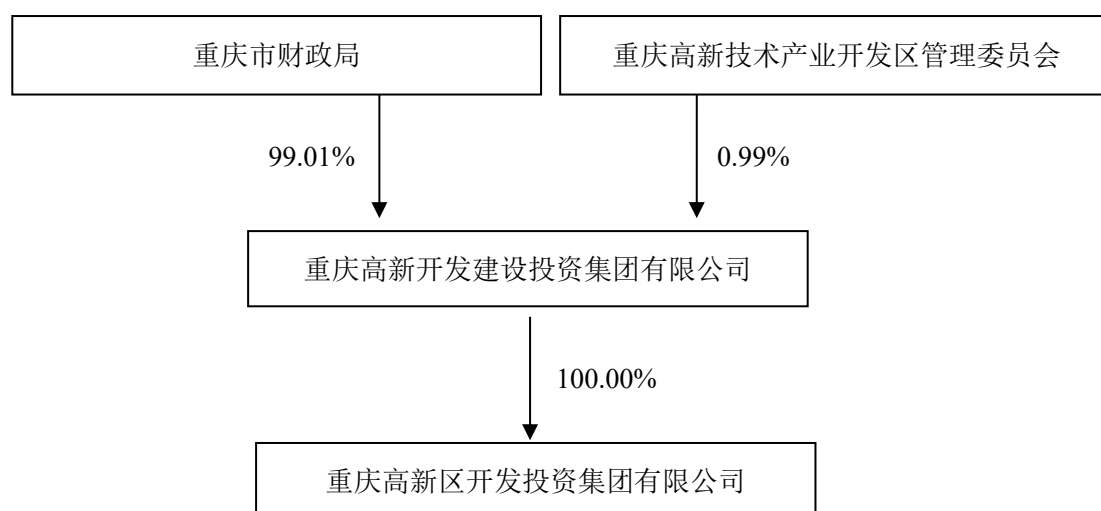 重庆市财政局
重庆高新技术产业开发区管理委员会
99.01%
0.99%
重庆高新开发建设投资集团有限公司
100.00%
重庆高新区开发投资集团有限公司